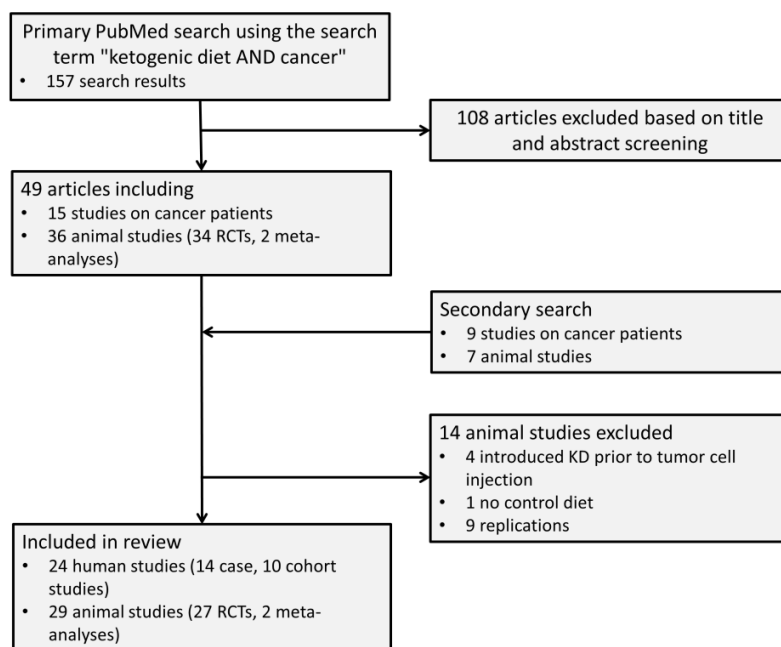 Primary PubMed search using the search
term "ketogenic diet AND cancer"
• 157 search results
108 articles excluded based on title
and abstract screening
49 articles including
• 15 studies on cancer patients
• 36 animal studies (34 RCTs, 2 meta-
analyses)
Secondary search
• 9 studies on cancer patients
• 7 animal studies
14 animal studies excluded
• 4 introduced KD prior to tumor cell
injection
• 1 no control diet
• 9 replications
Included in review
• 24 human studies (14 case, 10 cohort
studies)
• 29 animal studies (27 RCTs, 2 meta-
analyses)